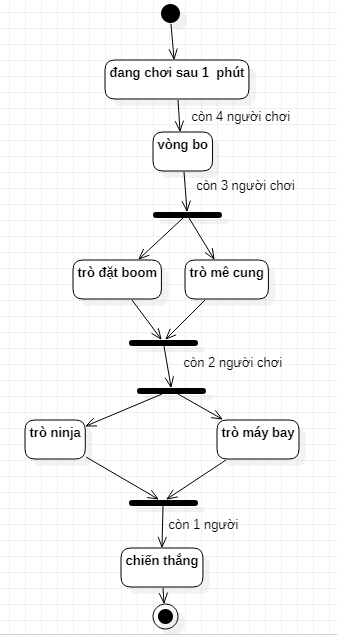 đang chơi sau 1 phút
còn 4 người chơi
vòng bo
còn 3 người chơi
trò đặt boom
trò mê cung
còn 2 người chơi
trò ninja
trò máy bay
còn 1 người
chiến thắng